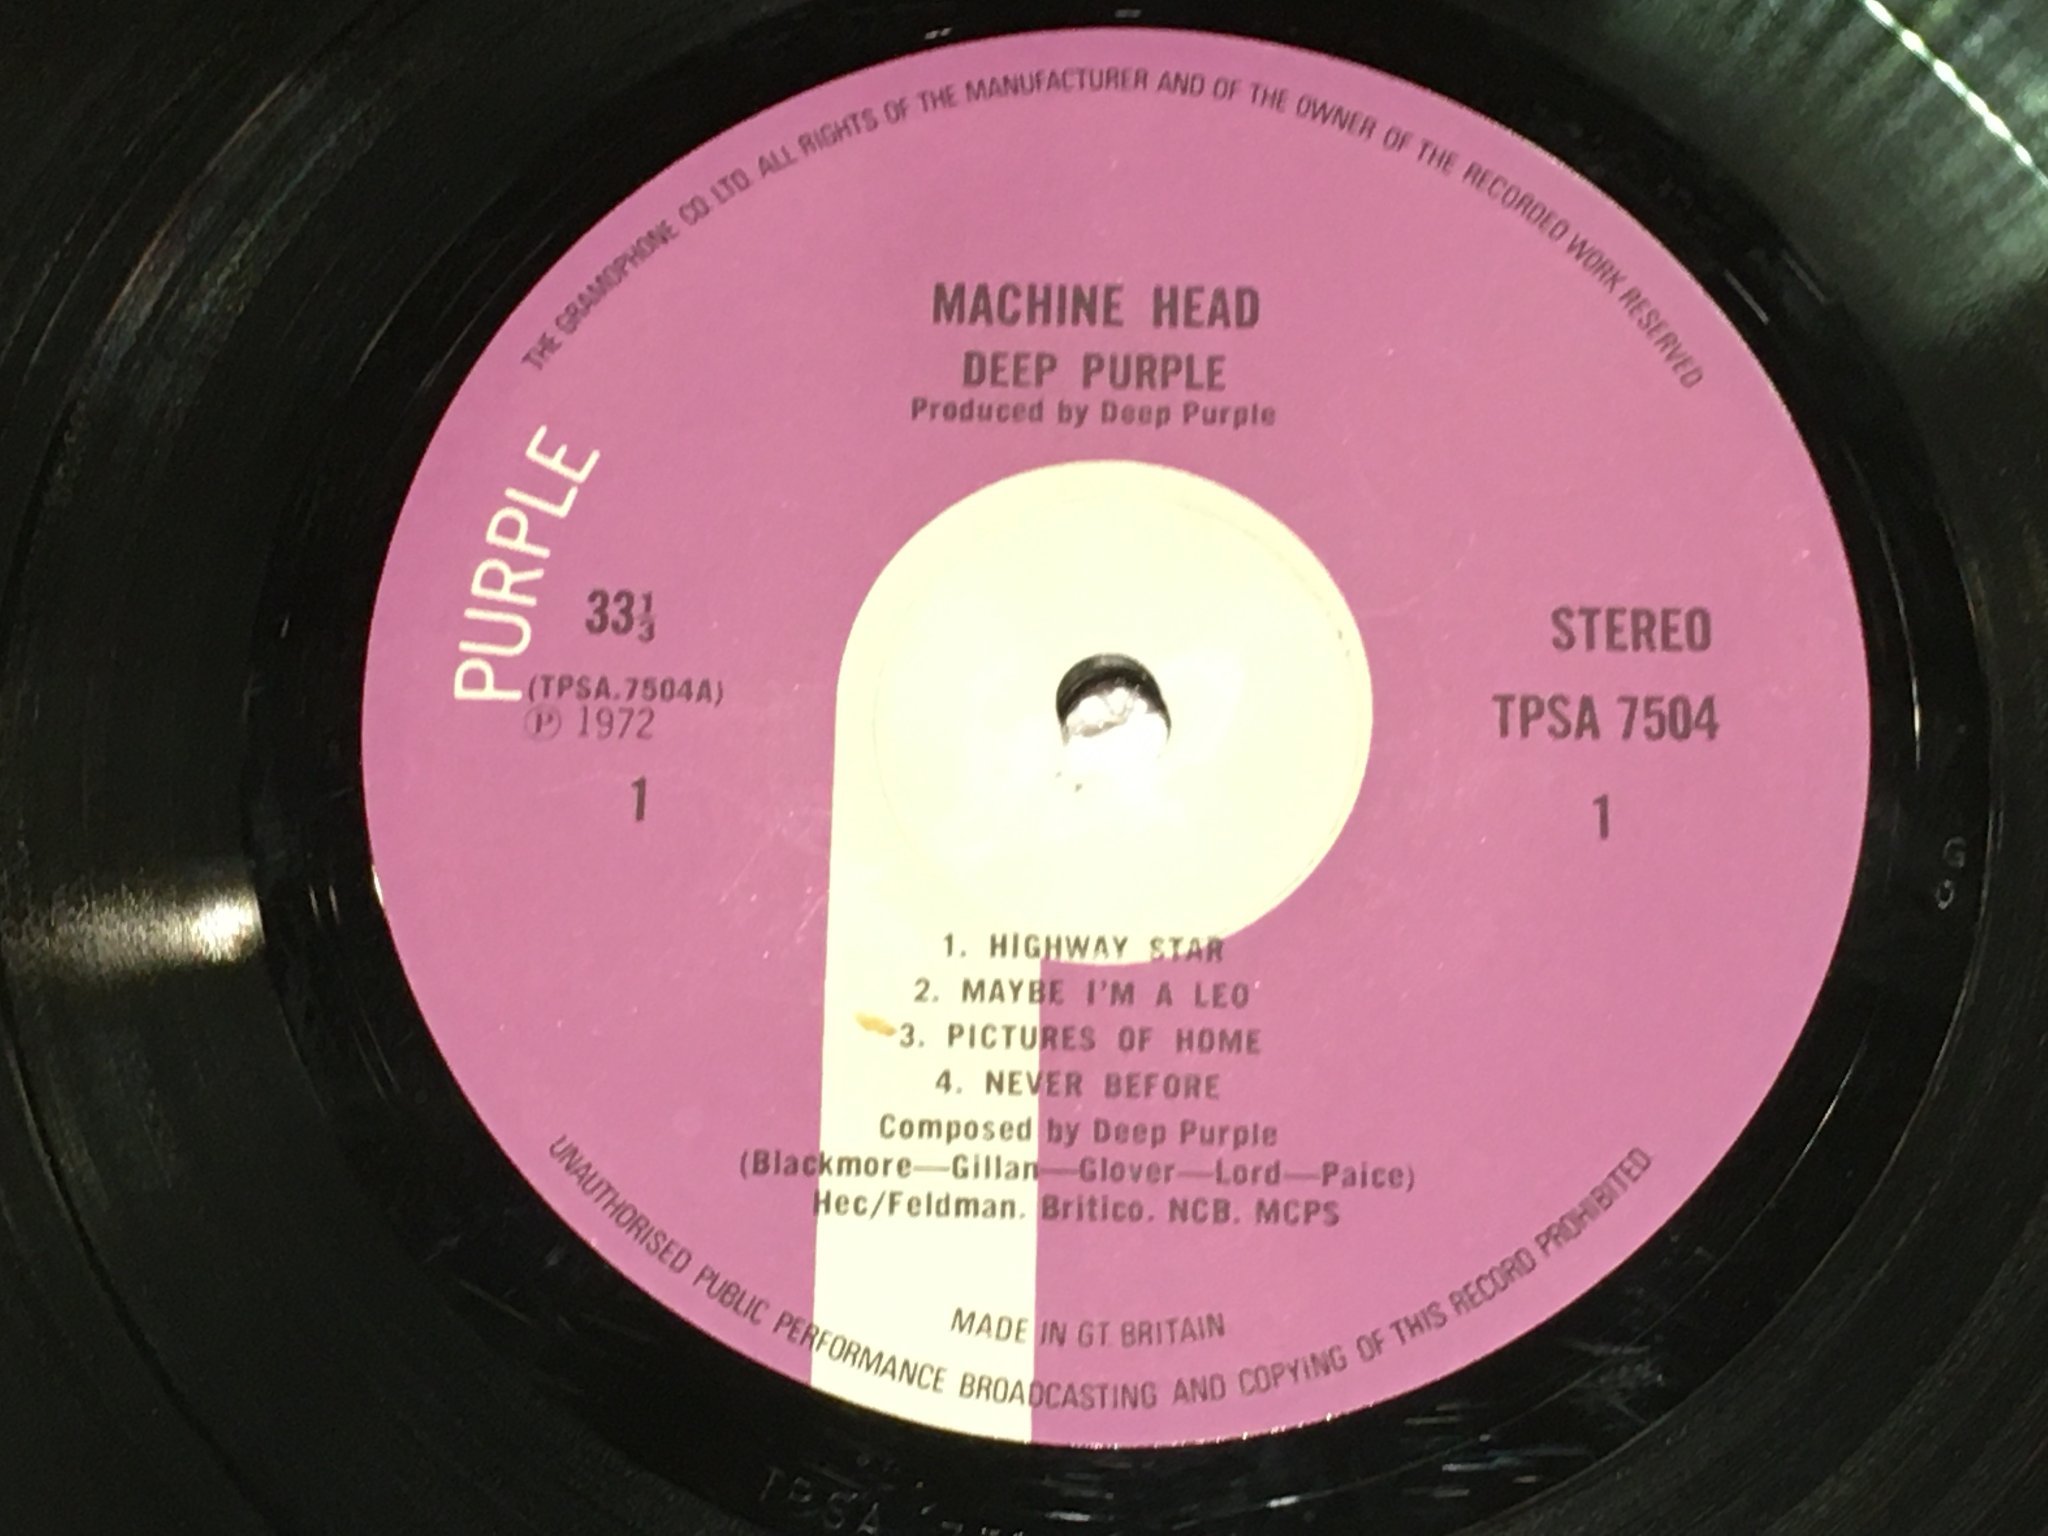 THE GRAMOPHONE CO LTD ALL RIGHTS OF THE MANUFACTURER AND OF THE OWNER OF THE RECORDED WORK RESERVED
MACHINE HEAD
DEEP PURPLE
Produced by Deep Purple
PURPLE
33⅓
(TPSA.7504A)
Ⓟ 1972
1
STEREO
TPSA 7504
1
1. HIGHWAY STAR
2. MAYBE I'M A LEO
3. PICTURES OF HOME
4. NEVER BEFORE
Composed by Deep Purple
(Blackmore—Gillan—Glover—Lord—Paice)
Hec/Feldman. Britico. NCB. MCPS
MADE IN GT. BRITAIN
UNAUTHORISED PUBLIC PERFORMANCE BROADCASTING AND COPYING OF THIS RECORD PROHIBITED
G
TPSA